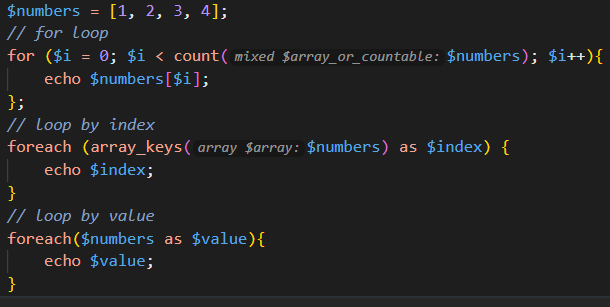 $numbers = [1, 2, 3, 4];
// for loop
for ($i = 0; $i < count( mixed $array_or_countable: $numbers); $i++){
    echo $numbers[$i];
};
// loop by index
foreach (array_keys( array $array: $numbers) as $index) {
    echo $index;
}
// loop by value
foreach($numbers as $value){
    echo $value;
}